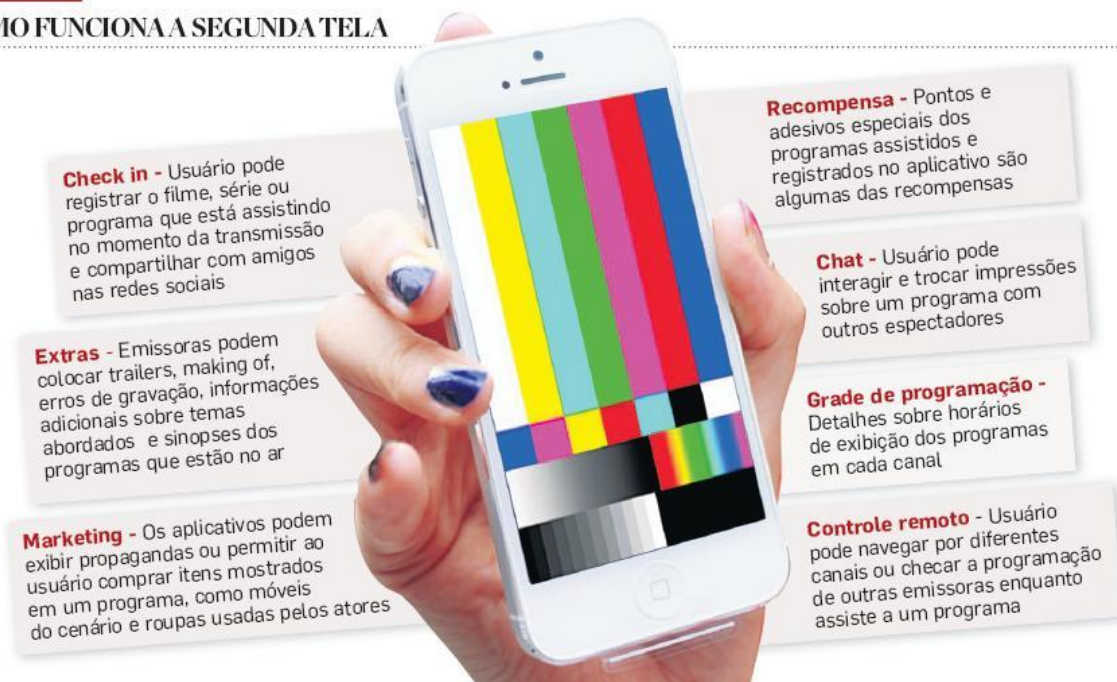 MO FUNCIONA A SEGUNDA TELA
Check in - Usuário pode
registrar o filme, série ou
programa que está assistindo
no momento da transmissão
e compartilhar com amigos
nas redes sociais
Extras - Emissoras podem
colocar trailers, making of,
erros de gravação, informações
adicionais sobre temas
abordados e sinopses dos
programas que estão no ar
Marketing - Os aplicativos podem
exibir propagandas ou permitir ao
usuário comprar itens mostrados
em um programa, como móveis
do cenário e roupas usadas pelos atores
Recompensa - Pontos e
adesivos especiais dos
programas assistidos e
registrados no aplicativo são
algumas das recompensas
Chat - Usuário pode
interagir e trocar impressões
sobre um programa com
outros espectadores
Grade de programação -
Detalhes sobre horários
de exibição dos programas
em cada canal
Controle remoto - Usuário
pode navegar por diferentes
canais ou checar a programação
de outras emissoras enquanto
assiste a um programa